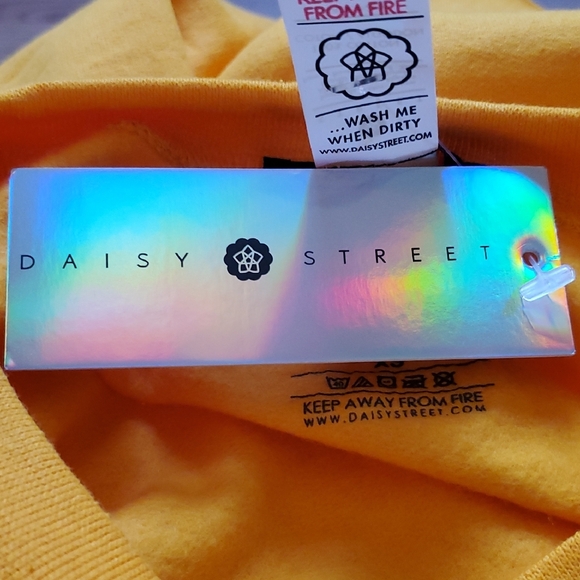 FROM FIRE
...WASH ME
WHEN DIRTY
WWW.DAISYSTREET.COM
DAISY STREET
KEEP AWAY FROM FIRE
WWW.DAISYSTREET.COM